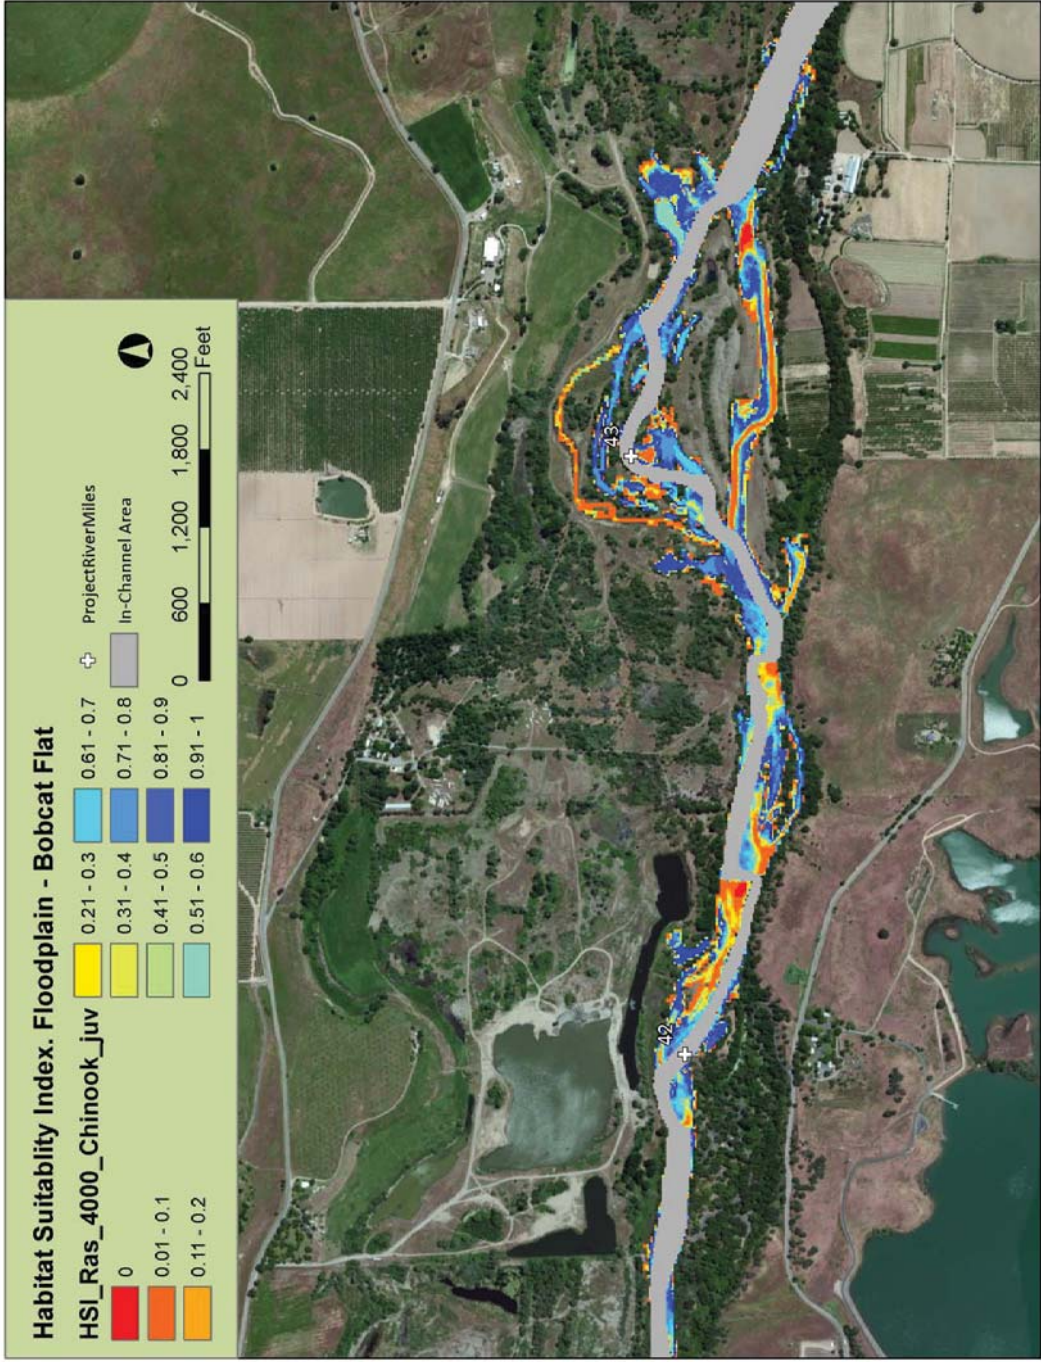 Habitat Suitablity Index. Floodplain - Bobcat Flat
HSI_Ras_4000_Chinook_juv
0
0.01 - 0.1
0.11 - 0.2
0.21 - 0.3
0.31 - 0.4
0.41 - 0.5
0.51 - 0.6
0.61 - 0.7
0.71 - 0.8
0.81 - 0.9
0.91 - 1
ProjectRiverMiles
In-Channel Area
0 600 1,200 1,800 2,400
Feet
42
43